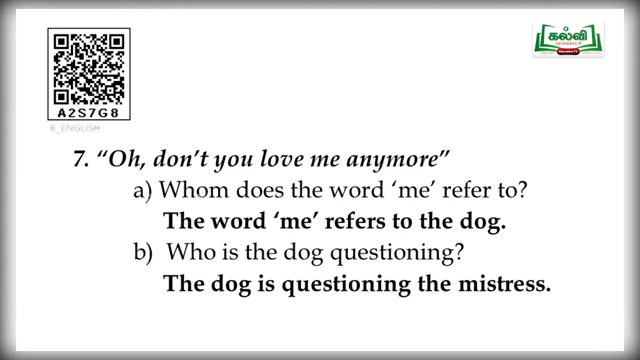 கல்வி
A2S7G8
8_ENGLISH
7. “Oh, don’t you love me anymore”
a) Whom does the word ‘me’ refer to?
The word ‘me’ refers to the dog.
b) Who is the dog questioning?
The dog is questioning the mistress.